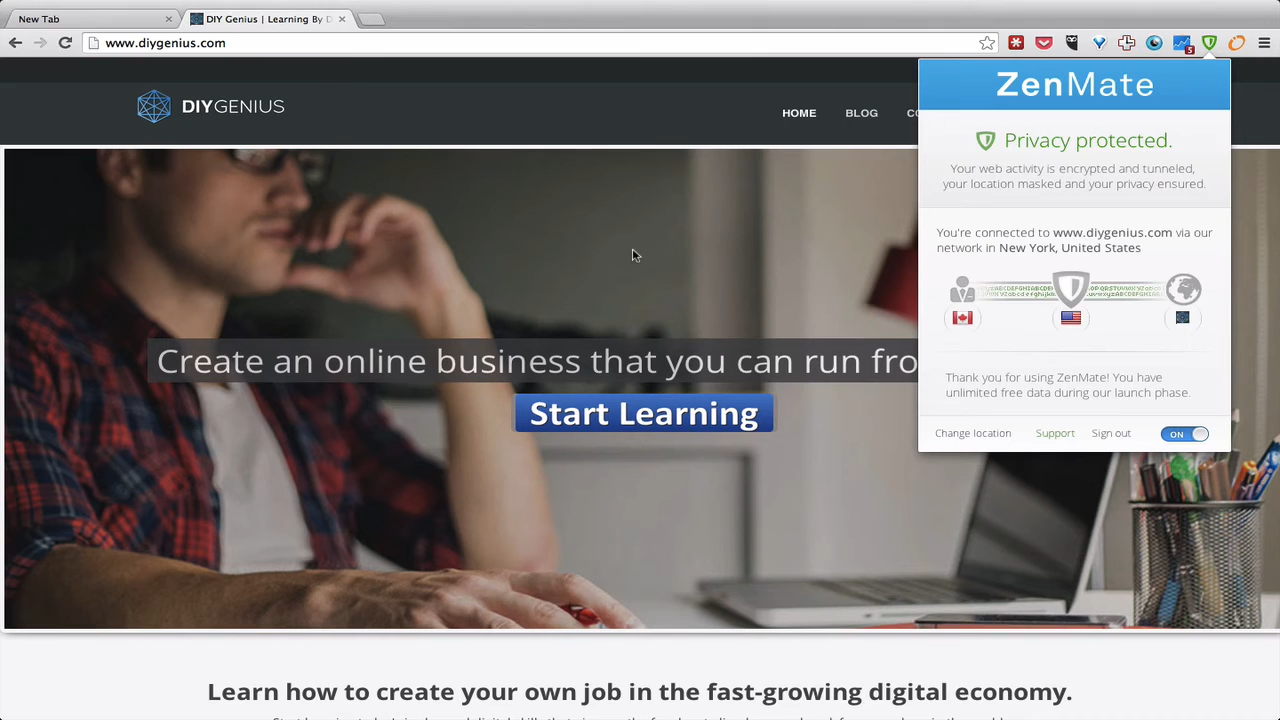 New Tab
DIY Genius | Learning By D
www.diygenius.com
5
DIYGENIUS
HOME
BLOG
ZenMate
Privacy protected.
Your web activity is encrypted and tunneled,
your location masked and your privacy ensured.
You're connected to www.diygenius.com via our
network in New York, United States
Thank you for using ZenMate! You have
unlimited free data during our launch phase.
Change location
Support
Sign out
ON
Create an online business that you can run fro
Start Learning
Learn how to create your own job in the fast-growing digital economy.